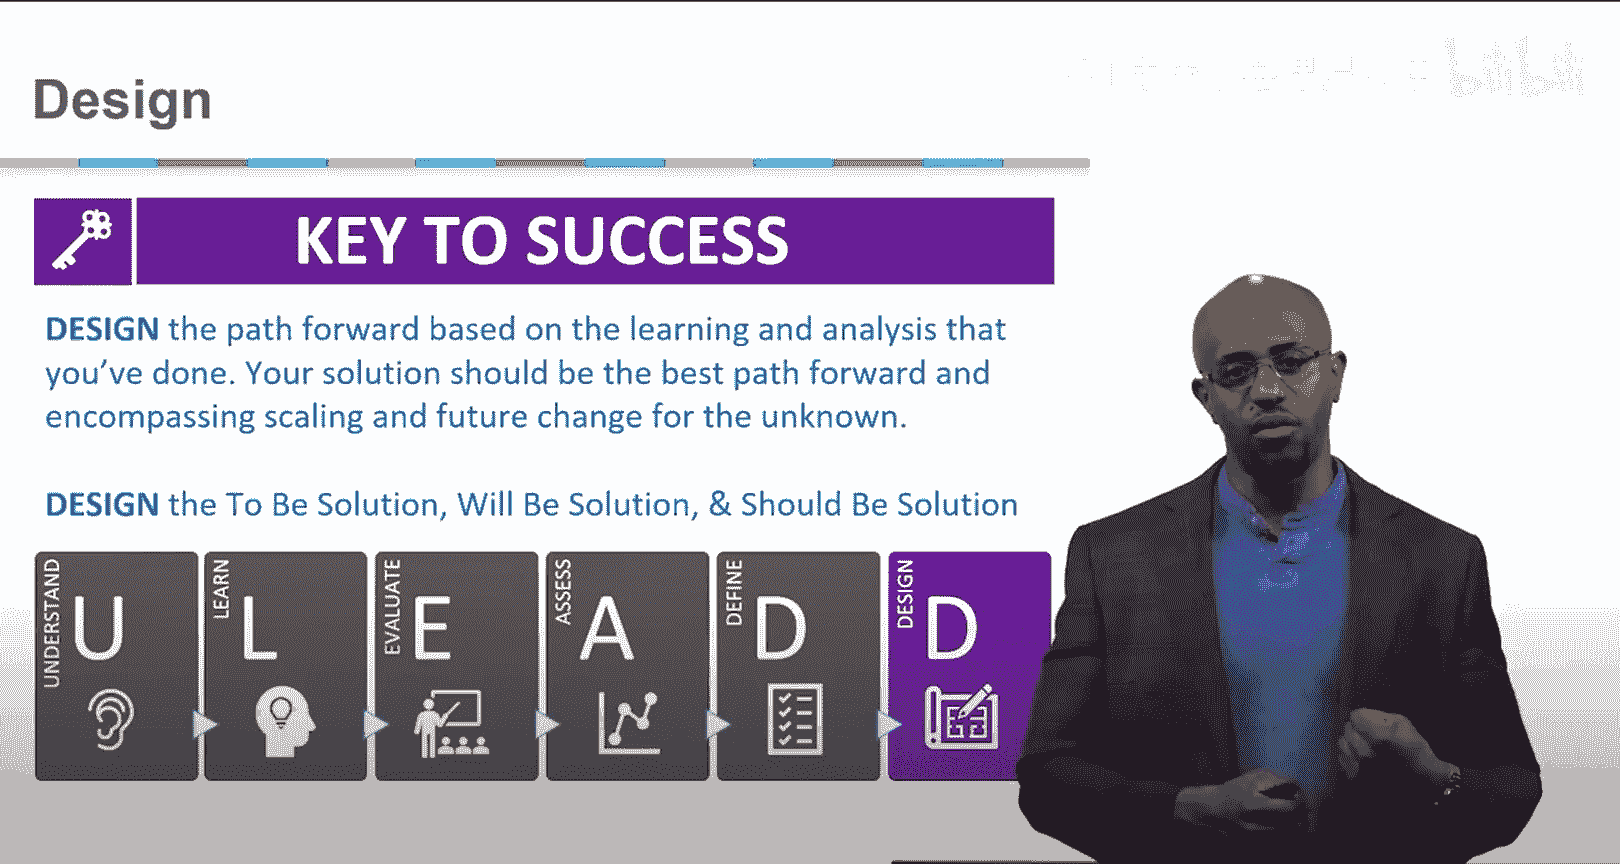 Design
KEY TO SUCCESS
DESIGN the path forward based on the learning and analysis that
you've done. Your solution should be the best path forward and
encompassing scaling and future change for the unknown.
DESIGN the To Be Solution, Will Be Solution, & Should Be Solution
UNDERSTAND
U
LEARN
L
EVALUATE
E
ASSESS
A
DEFINE
D
DESIGN
D